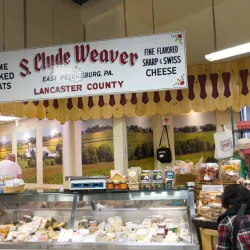 S. Clyde Weaver
EAST PETERSBURG, PA.
LANCASTER COUNTY
FINE FLAVORED
SHARP & SWISS
CHEESE